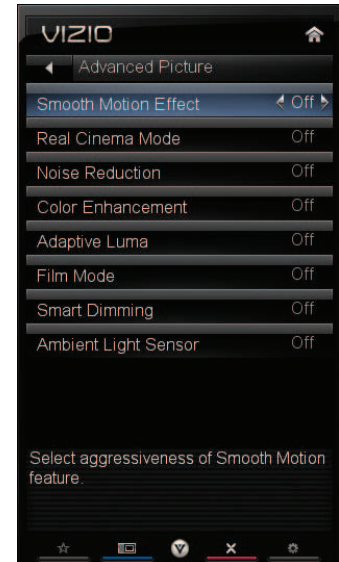 VIZIO
Advanced Picture
Smooth Motion Effect Off
Real Cinema Mode Off
Noise Reduction Off
Color Enhancement Off
Adaptive Luma Off
Film Mode Off
Smart Dimming Off
Ambient Light Sensor Off
Select aggressiveness of Smooth Motion
feature.